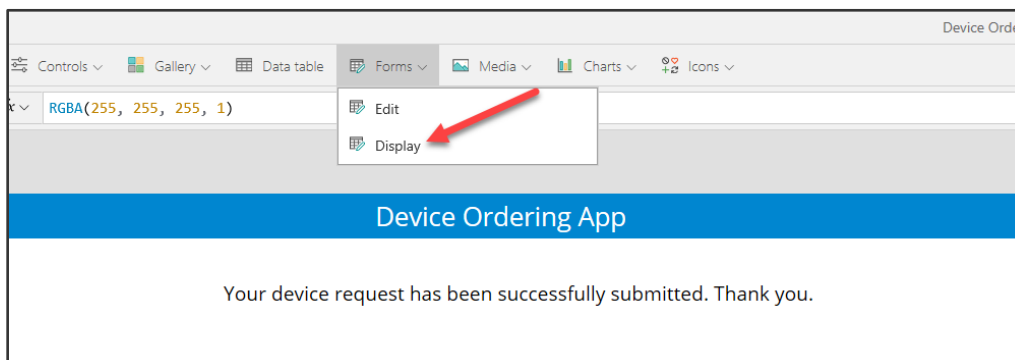 Device Orde
Controls Gallery Data table Forms Media Charts Icons
RGBA(255, 255, 255, 1)
Edit
Display
Device Ordering App
Your device request has been successfully submitted. Thank you.